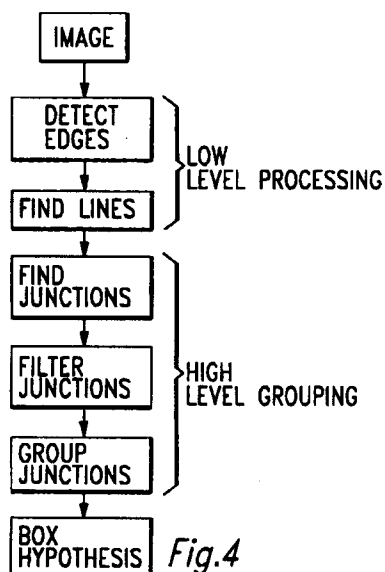 IMAGE
DETECT
EDGES
LOW
LEVEL PROCESSING
FIND LINES
FIND
JUNCTIONS
FILTER
JUNCTIONS
HIGH
LEVEL GROUPING
GROUP
JUNCTIONS
BOX
HYPOTHESIS
Fig.4